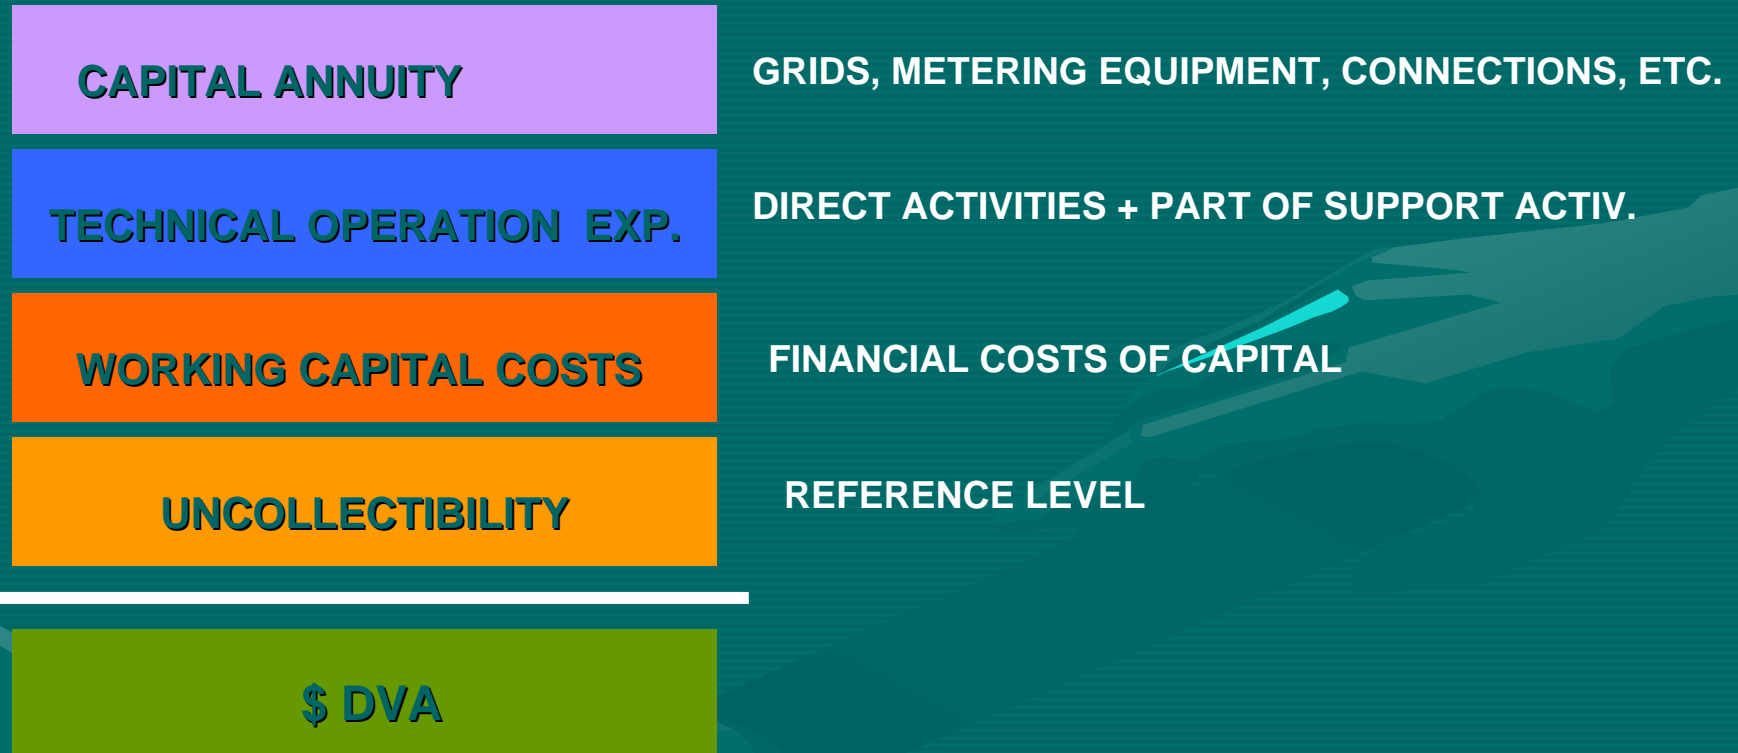 CAPITAL ANNUITY
GRIDS, METERING EQUIPMENT, CONNECTIONS, ETC.
TECHNICAL OPERATION EXP.
DIRECT ACTIVITIES + PART OF SUPPORT ACTIV.
WORKING CAPITAL COSTS
FINANCIAL COSTS OF CAPITAL
UNCOLLECTIBILITY
REFERENCE LEVEL
$ DVA